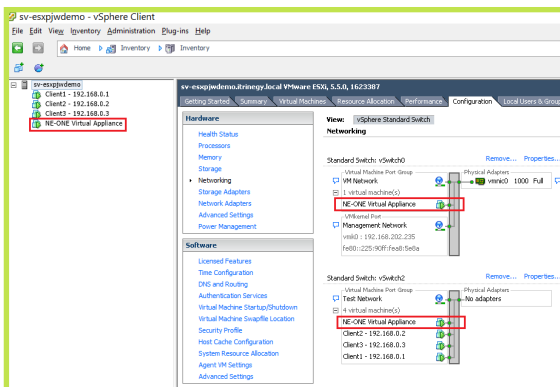 sv-esxpjwdemo - vSphere Client
File Edit View Inventory Administration Plug-ins Help
Home Inventory Inventory
sv-esxpjwdemo
Client1 - 192.168.0.1
Client2 - 192.168.0.2
Client3 - 192.168.0.3
NE-ONE Virtual Appliance
sv-esxpjwdemo.itrinegy.local VMware ESXi, 5.5.0, 1623387
Getting Started Summary Virtual Machines Resource Allocation Performance Configuration Local Users & Grou
Hardware
Health Status
Processors
Memory
Storage
Networking
Storage Adapters
Network Adapters
Advanced Settings
Power Management
Software
Licensed Features
Time Configuration
DNS and Routing
Authentication Services
Virtual Machine Startup/Shutdown
Virtual Machine Swapfile Location
Security Profile
Host Cache Configuration
System Resource Allocation
Agent VM Settings
Advanced Settings
View: vSphere Standard Switch
Networking
Standard Switch: vSwitch0 Remove... Properties...
Virtual Machine Port Group Physical Adapters
VM Network vmnic0 1000 Full
1 virtual machine(s)
NE-ONE Virtual Appliance
VMkernel Port
Management Network
vmk0 : 192.168.202.235
fe80::225:90ff:fea8:5e8a
Standard Switch: vSwitch2 Remove... Properties...
Virtual Machine Port Group Physical Adapters
Test Network No adapters
4 virtual machine(s)
NE-ONE Virtual Appliance
Client2 - 192.168.0.2
Client3 - 192.168.0.3
Client1 - 192.168.0.1